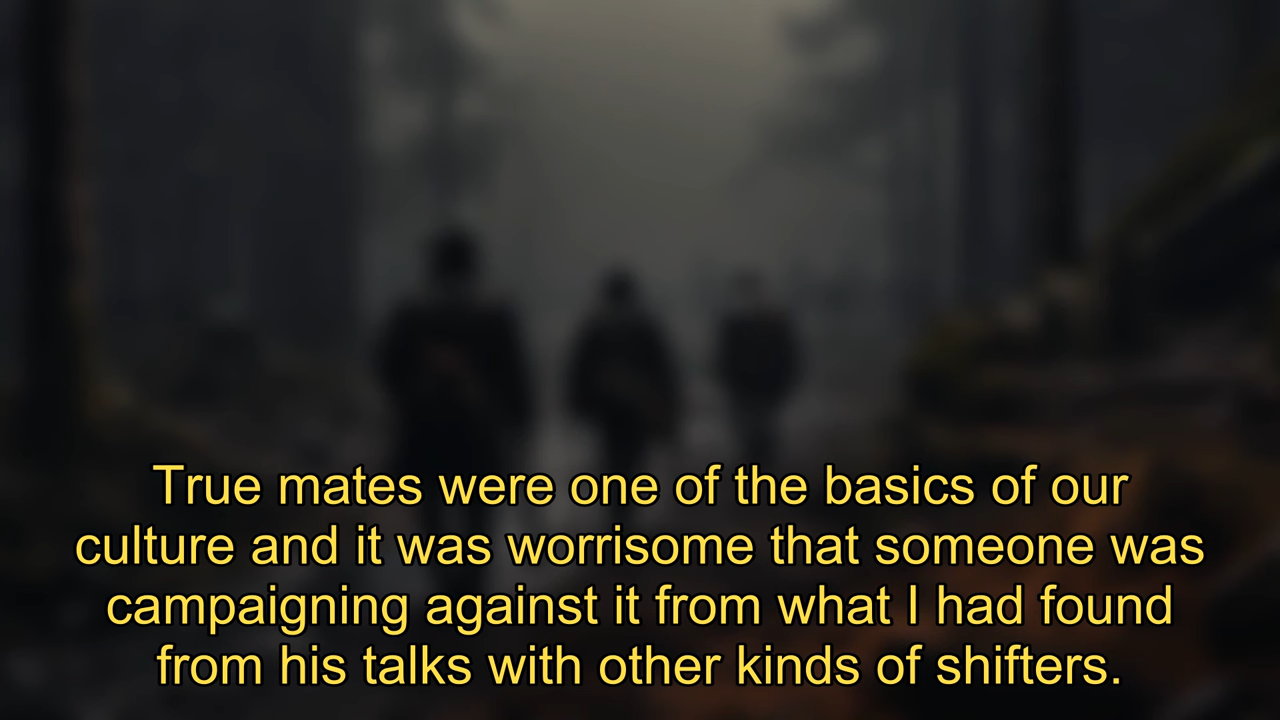 True mates were one of the basics of our
culture and it was worrisome that someone was
campaigning against it from what I had found
from his talks with other kinds of shifters.